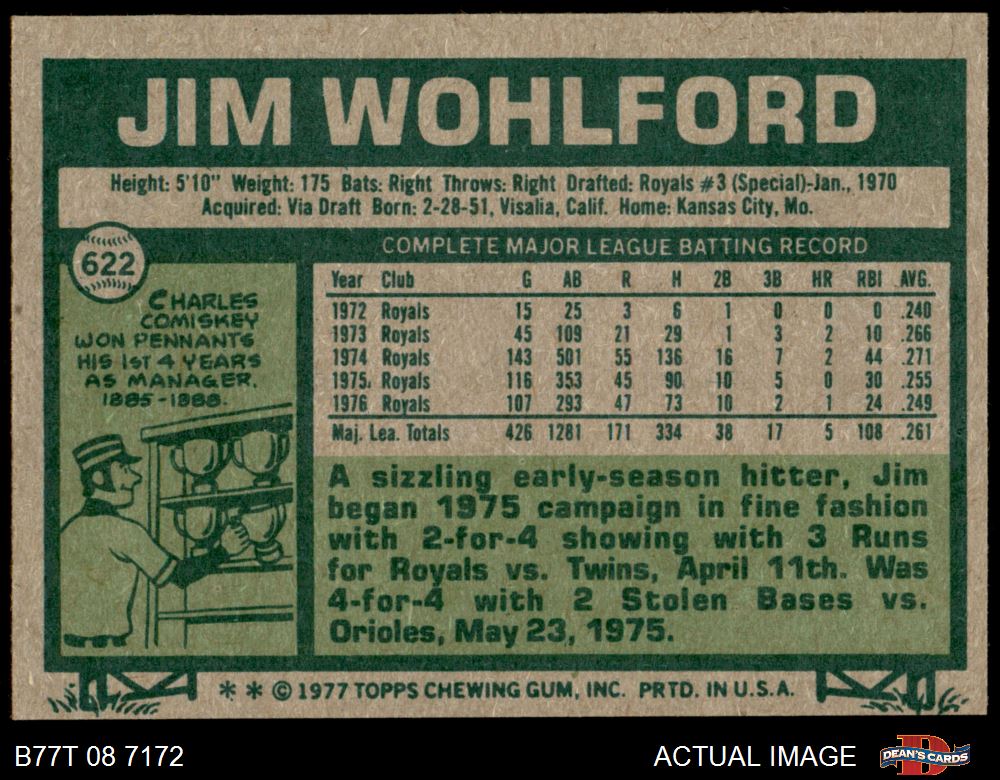 JIM WOHLFORD
Height: 5'10" Weight: 175 Bats: Right Throws: Right Drafted: Royals #3 (Special)-Jan., 1970
Acquired: Via Draft Born: 2-28-51, Visalia, Calif. Home: Kansas City, Mo.
622
CHARLES
COMISKEY
WON PENNANTS
HIS 1ST 4 YEARS
AS MANAGER.
1885-1888.
COMPLETE MAJOR LEAGUE BATTING RECORD
Year Club G AB R H 2B 3B HR RBI AVG.
1972 Royals 15 25 3 6 1 0 0 0 .240
1973 Royals 45 109 21 29 1 3 2 10 .266
1974 Royals 143 501 55 136 16 7 2 44 .271
1975 Royals 116 353 45 90 10 5 0 30 .255
1976 Royals 107 293 47 73 10 2 1 24 .249
Maj. Lea. Totals 426 1281 171 334 38 17 5 108 .261
A sizzling early-season hitter, Jim
began 1975 campaign in fine fashion
with 2-for-4 showing with 3 Runs
for Royals vs. Twins, April 11th. Was
4-for-4 with 2 Stolen Bases vs.
Orioles, May 23, 1975.
* * © 1977 TOPPS CHEWING GUM, INC. PRTD. IN U.S.A.
B77T 08 7172
ACTUAL IMAGE
D
DEAN'S CARDS